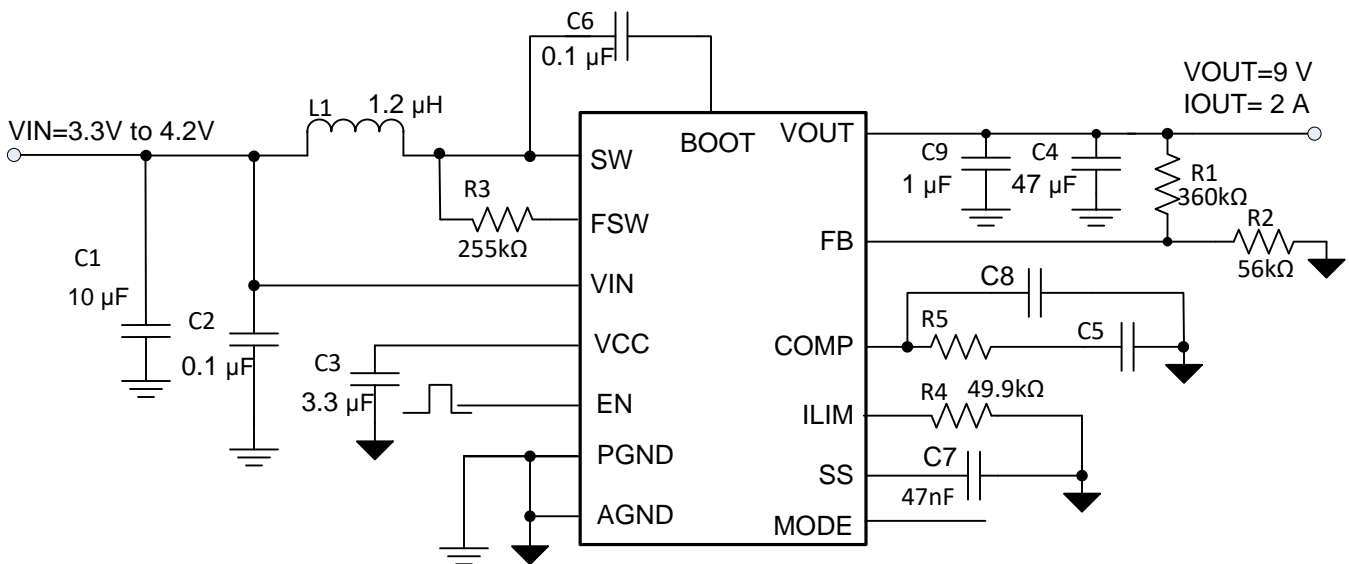 C6
0.1 µF
VOUT=9 V
IOUT= 2 A
L1
1.2 µH
VIN=3.3V to 4.2V
BOOT
VOUT
SW
C9
1 µF
C4
47 µF
R1
360kΩ
R3
255kΩ
FSW
FB
R2
56kΩ
C1
10 µF
VIN
C8
C2
0.1 µF
VCC
COMP
R5
C5
C3
3.3 µF
EN
R4
49.9kΩ
ILIM
PGND
SS
C7
47nF
AGND
MODE